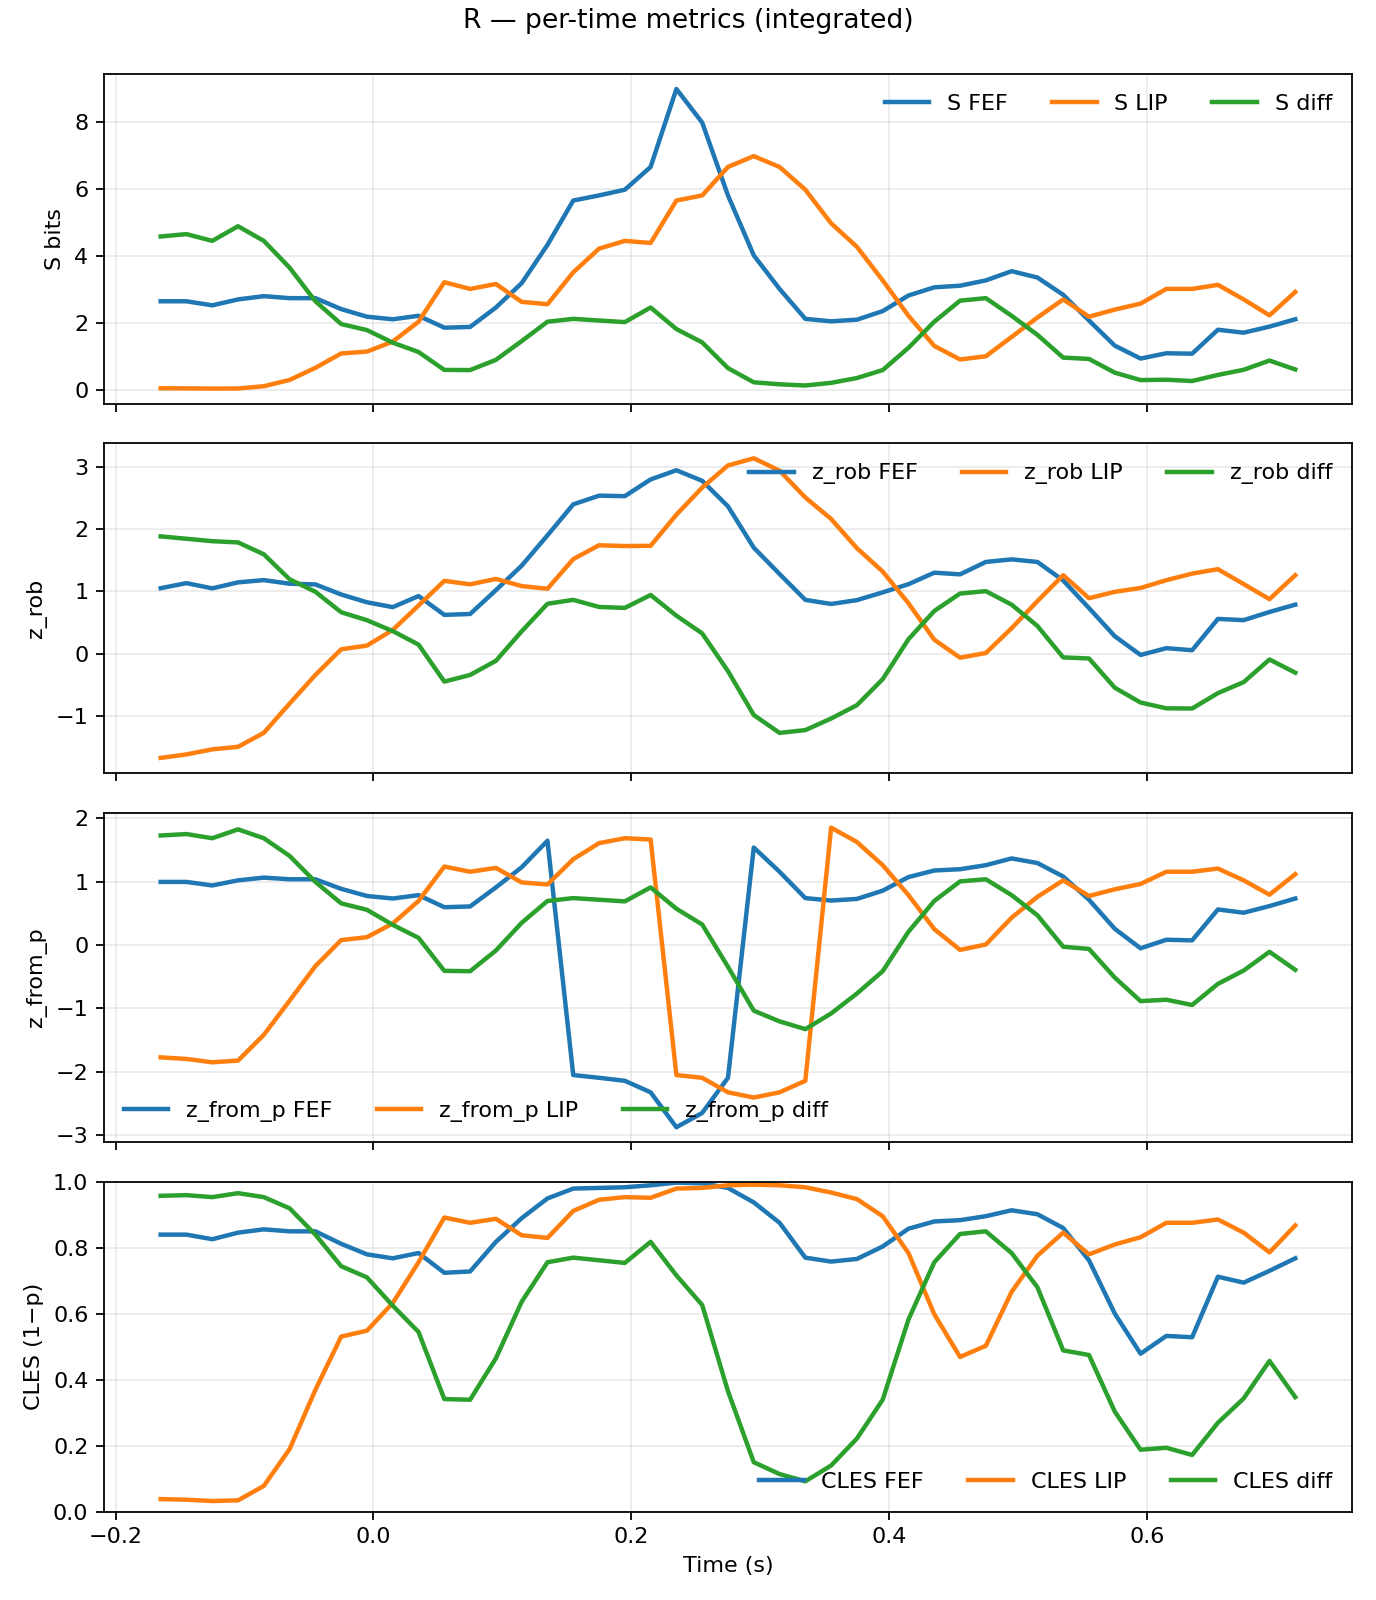 R — per-time metrics (integrated)
S FEF S LIP S diff
8
6
4
2
0
S bits
z_rob FEF z_rob LIP z_rob diff
3
2
1
0
−1
z_rob
2
1
0
−1
−2
−3
z_from_p
z_from_p FEF z_from_p LIP z_from_p diff
1.0
0.8
0.6
0.4
0.2
0.0
CLES (1−p)
CLES FEF CLES LIP CLES diff
−0.2 0.0 0.2 0.4 0.6
Time (s)